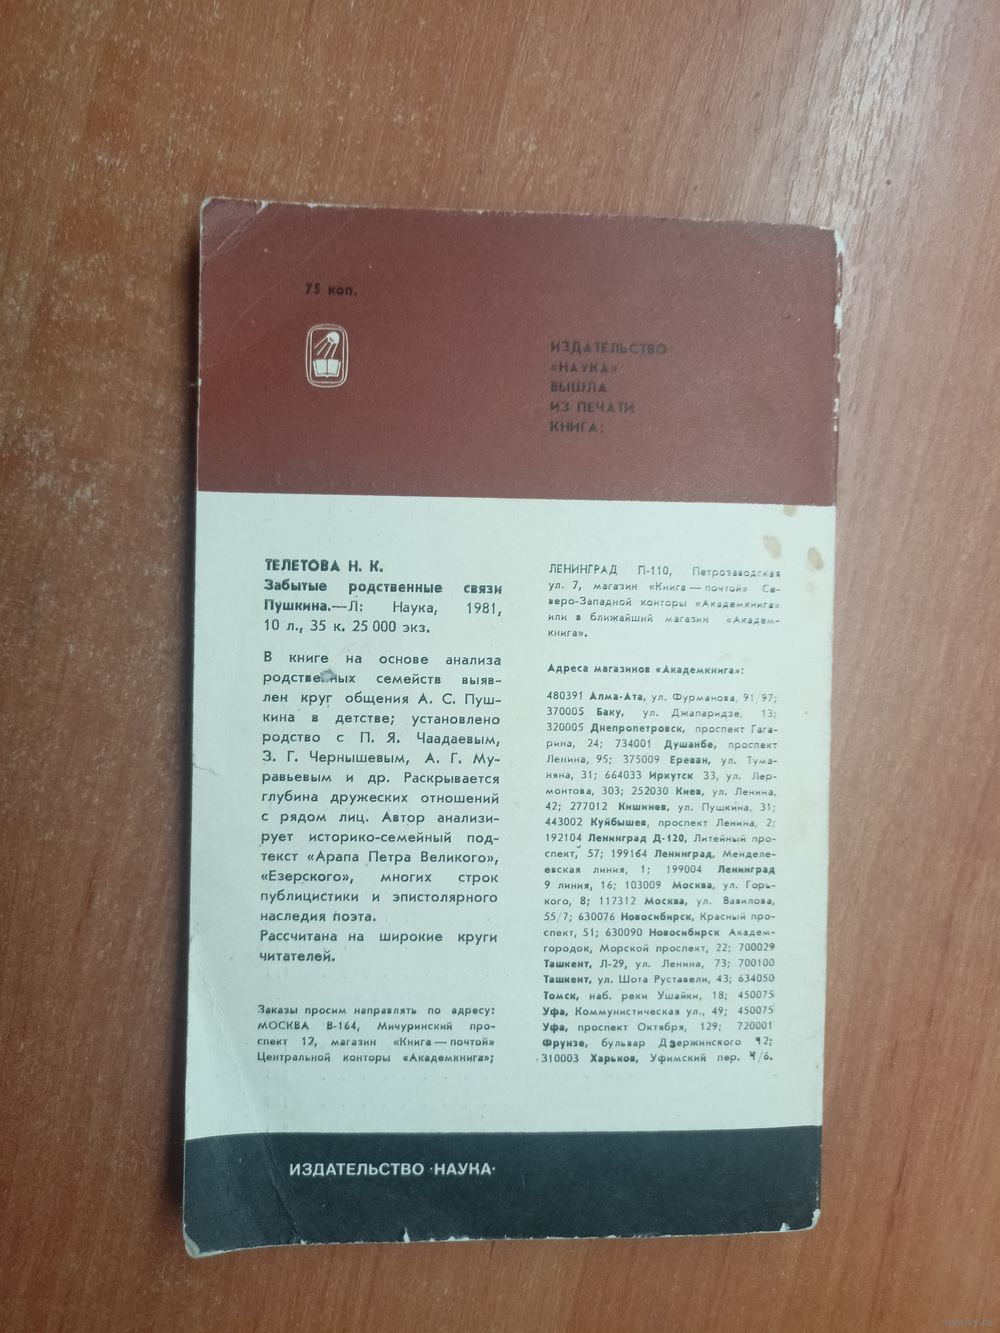 75 коп.
ИЗДАТЕЛЬСТВО
«НАУКА»
ВЫШЛА
ИЗ ПЕЧАТИ
КНИГА:
ТЕЛЕТОВА Н. К.
Забытые родственные связи
Пушкина.—Л: Наука, 1981,
10 л., 35 к. 25 000 экз.
В книге на основе анализа
родственных семейств выяв-
лен круг общения А. С. Пуш-
кина в детстве; установлено
родство с П. Я. Чаадаевым,
З. Г. Чернышевым, А. Г. Му-
равьевым и др. Раскрывается
глубина дружеских отношений
с рядом лиц. Автор анализи-
рует историко-семейный под-
текст «Арапа Петра Великого»,
«Езерского», многих строк
публицистики и эпистолярного
наследия поэта.
Рассчитана на широкие круги
читателей.
Заказы просим направлять по адресу:
МОСКВА В-164, Мичуринский про-
спект 12, магазин «Книга — почтой»
Центральной конторы «Академкнига»;
ЛЕНИНГРАД П-110, Петрозаводская
ул. 7, магазин «Книга — почтой» Се-
веро-Западной конторы «Академкнига»
или в ближайший магазин «Академ-
книга».
Адреса магазинов «Академкнига»:
480391 Алма-Ата, ул. Фурманова, 91/97;
370005 Баку, ул. Джапаридзе, 13;
320005 Днепропетровск, проспект Гага-
рина, 24; 734001 Душанбе, проспект
Ленина, 95; 375009 Ереван, ул. Тума-
няна, 31; 664033 Иркутск 33, ул. Лер-
монтова, 303; 252030 Киев, ул. Ленина,
42; 277012 Кишинев, ул. Пушкина, 31;
443002 Куйбышев, проспект Ленина, 2;
192104 Ленинград Д-120, Литейный про-
спект, 57; 199164 Ленинград, Менделе-
евская линия, 1; 199004 Ленинград
9 линия, 16; 103009 Москва, ул. Горь-
кого, 8; 117312 Москва, ул. Вавилова,
55/7; 630076 Новосибирск, Красный про-
спект, 51; 630090 Новосибирск Академ-
городок, Морской проспект, 22; 700029
Ташкент, Л-29, ул. Ленина, 73; 700100
Ташкент, ул. Шота Руставели, 43; 634050
Томск, наб. реки Ушайки, 18; 450075
Уфа, Коммунистическая ул., 49; 450075
Уфа, проспект Октября, 129; 720001
Фрунзе, бульвар Дзержинского 42;
310003 Харьков, Уфимский пер. 4/6.
ИЗДАТЕЛЬСТВО ·НАУКА·